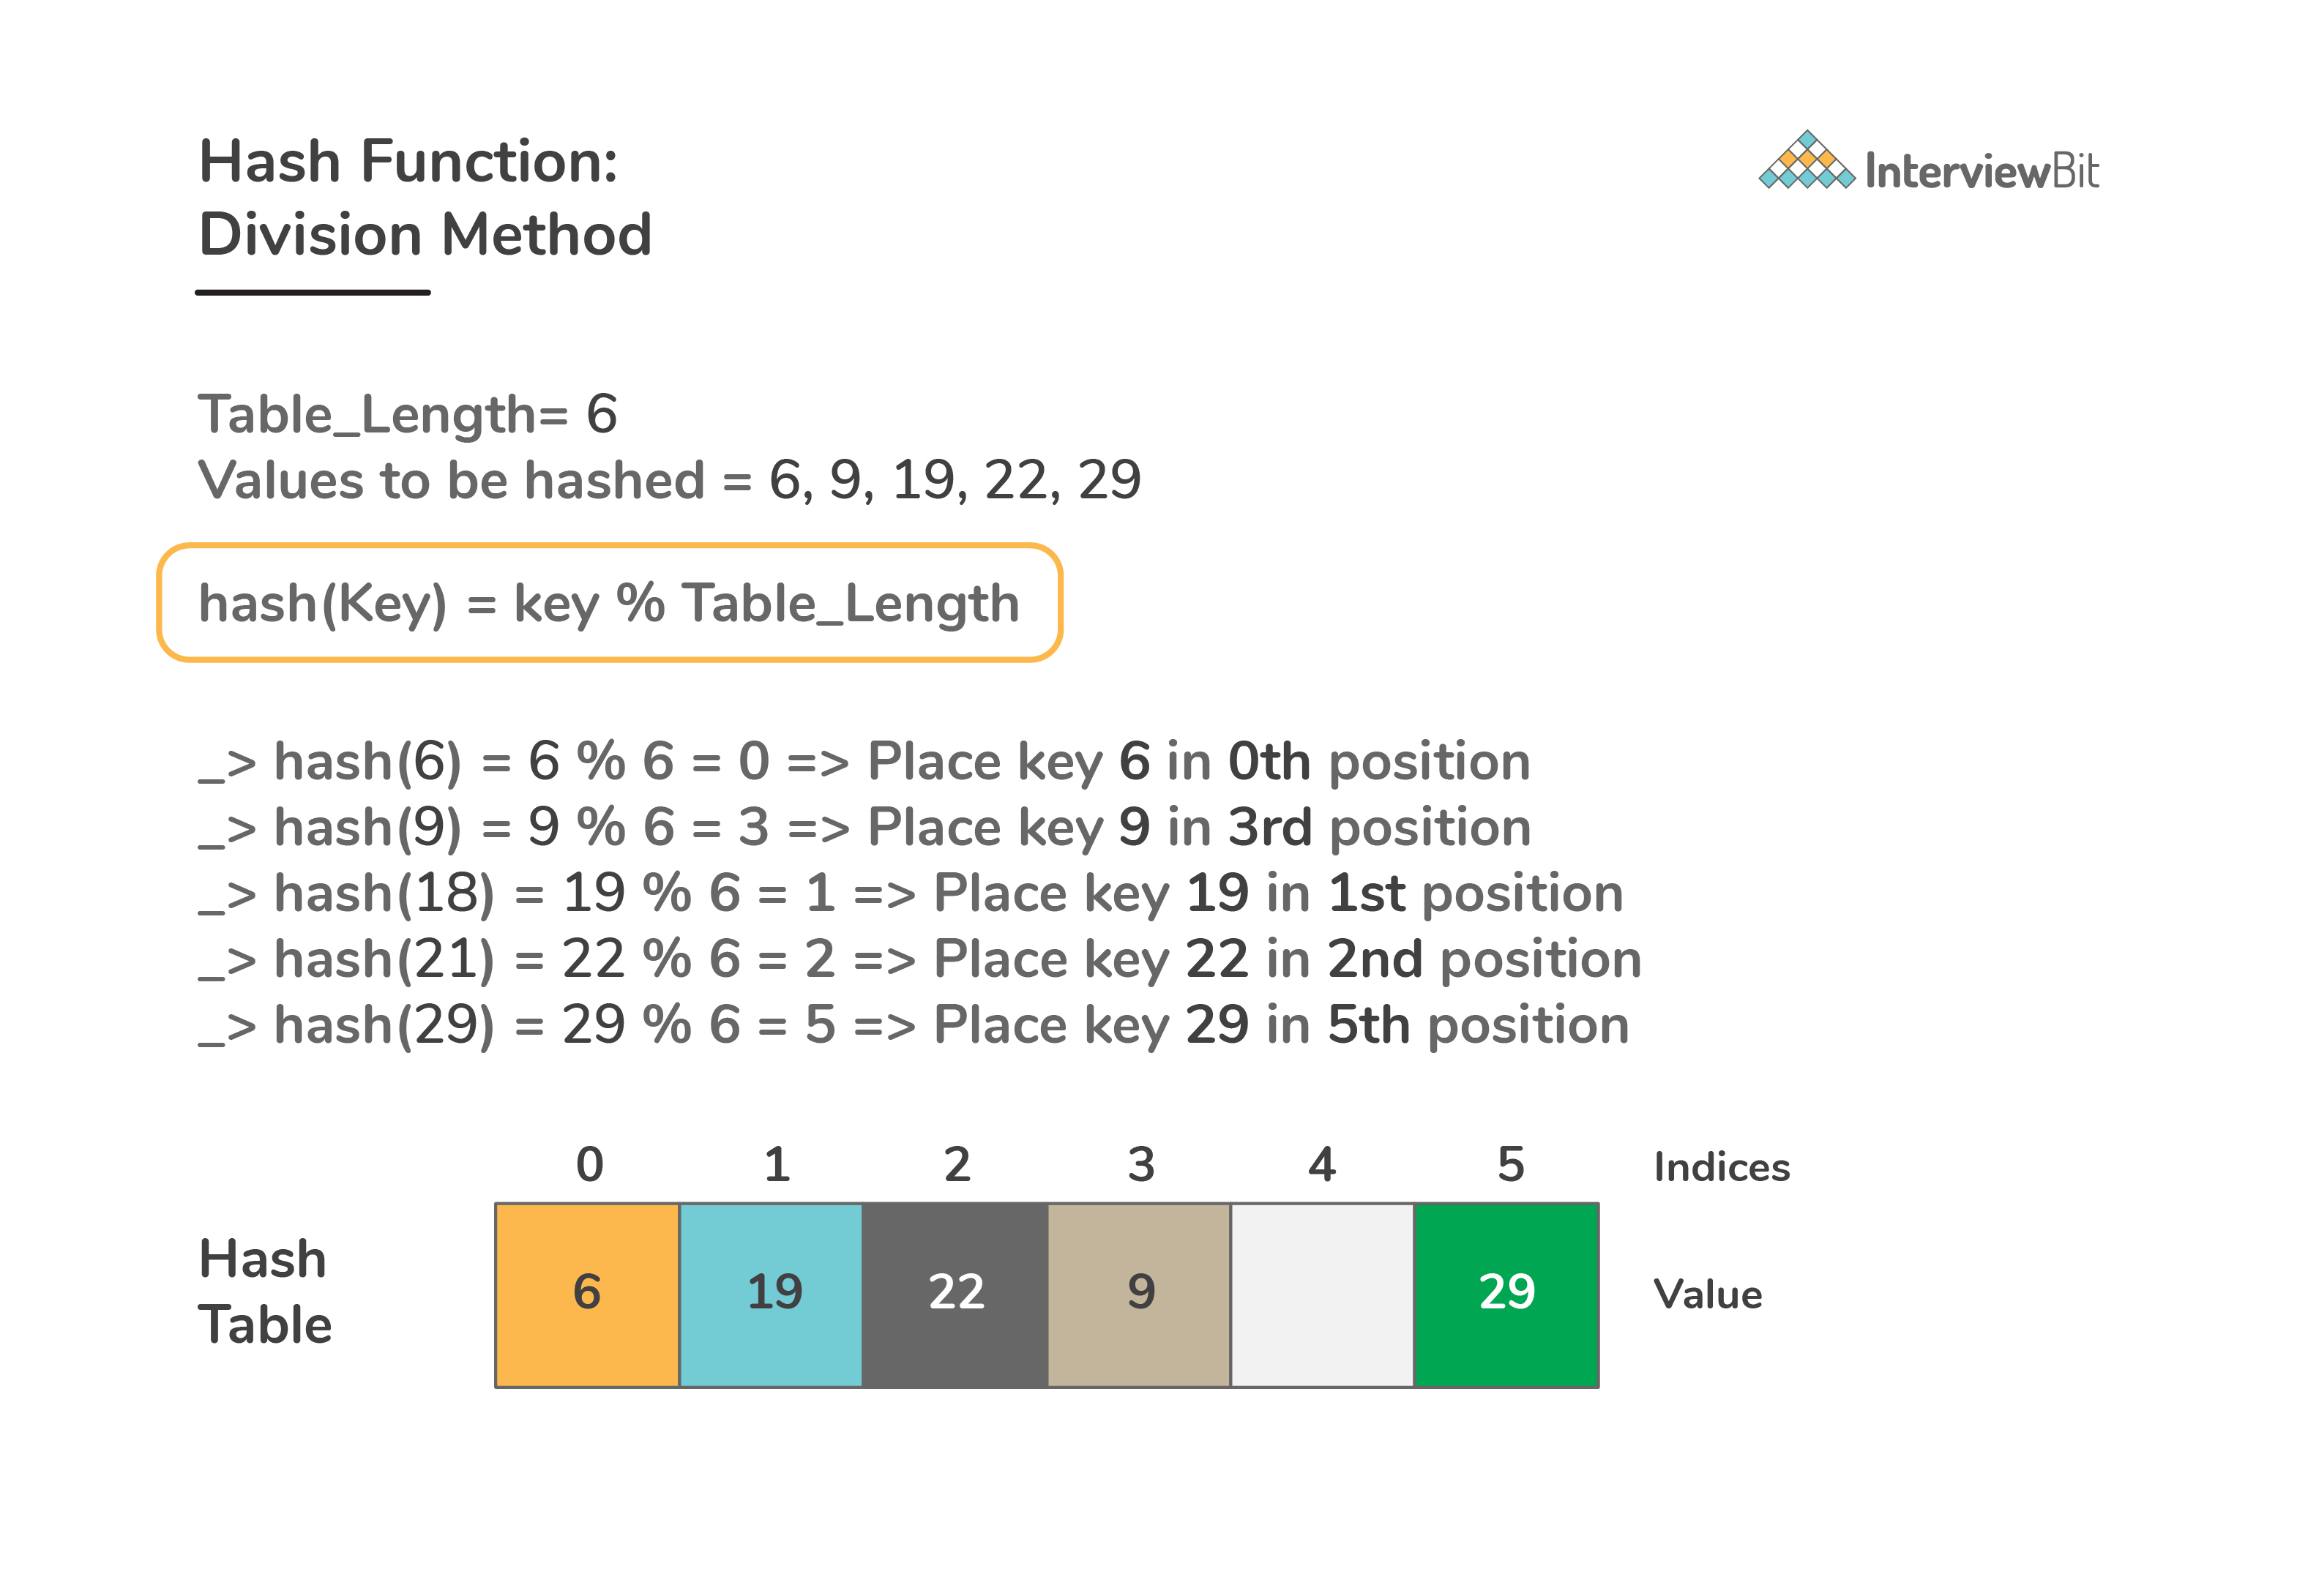 Hash Function:
Division Method
InterviewBit
Table_Length= 6
Values to be hashed = 6, 9, 19, 22, 29
hash(Key) = key % Table_Length
_> hash(6) = 6 % 6 = 0 => Place key 6 in 0th position
_> hash(9) = 9 % 6 = 3 => Place key 9 in 3rd position
_> hash(18) = 19 % 6 = 1 => Place key 19 in 1st position
_> hash(21) = 22 % 6 = 2 => Place key 22 in 2nd position
_> hash(29) = 29 % 6 = 5 => Place key 29 in 5th position
0 1 2 3 4 5 Indices
Hash
Table
6 19 22 9 29 Value